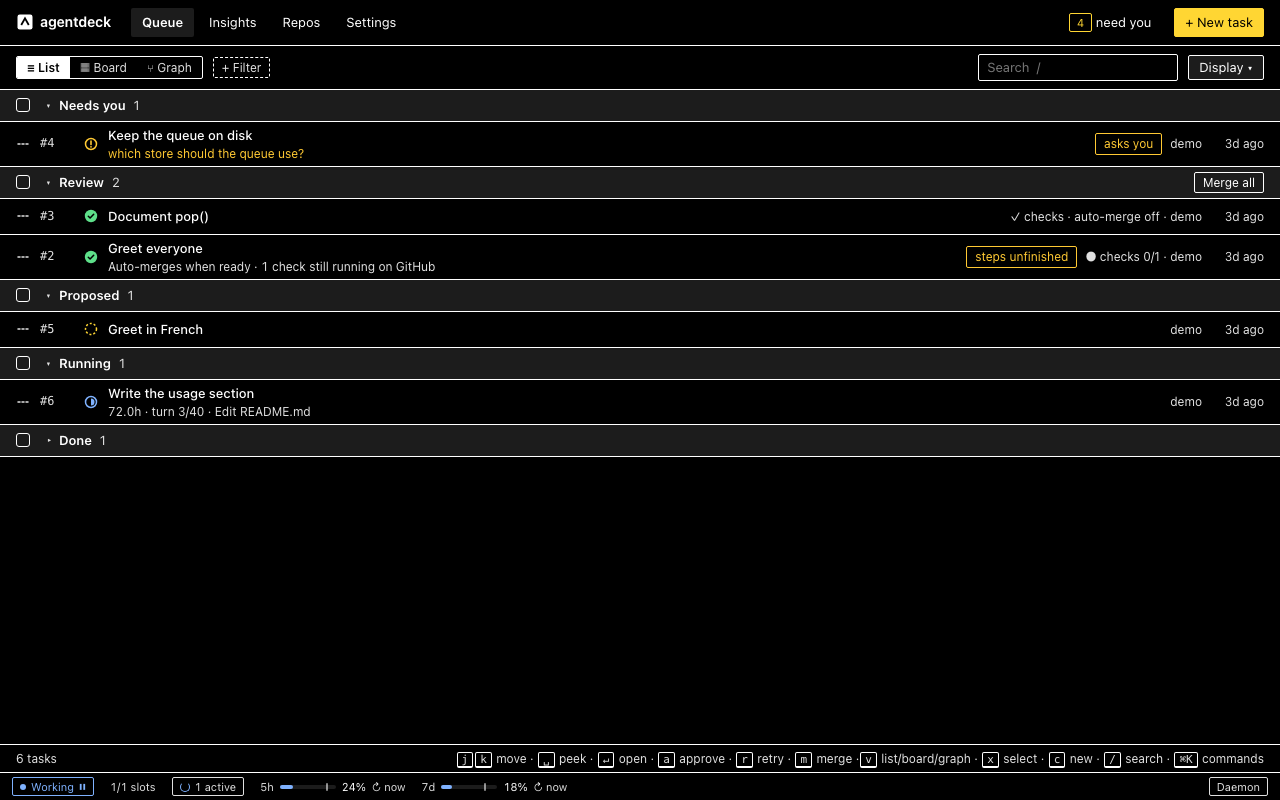 agentdeck Queue Insights Repos Settings 4 need you + New task
List Board Graph + Filter Search / Display
Needs you 1
#4 Keep the queue on disk asks you demo 3d ago
which store should the queue use?
Review 2 Merge all
#3 Document pop() ✓ checks · auto-merge off · demo 3d ago
#2 Greet everyone steps unfinished checks 0/1 · demo 3d ago
Auto-merges when ready · 1 check still running on GitHub
Proposed 1
#5 Greet in French demo 3d ago
Running 1
#6 Write the usage section demo 3d ago
72.0h · turn 3/40 · Edit README.md
Done 1
6 tasks j k move · ␣ peek · ↵ open · a approve · r retry · m merge · v list/board/graph · x select · c new · / search · ⌘K commands
Working 1/1 slots 1 active 5h 24% ↻ now 7d 18% ↻ now Daemon